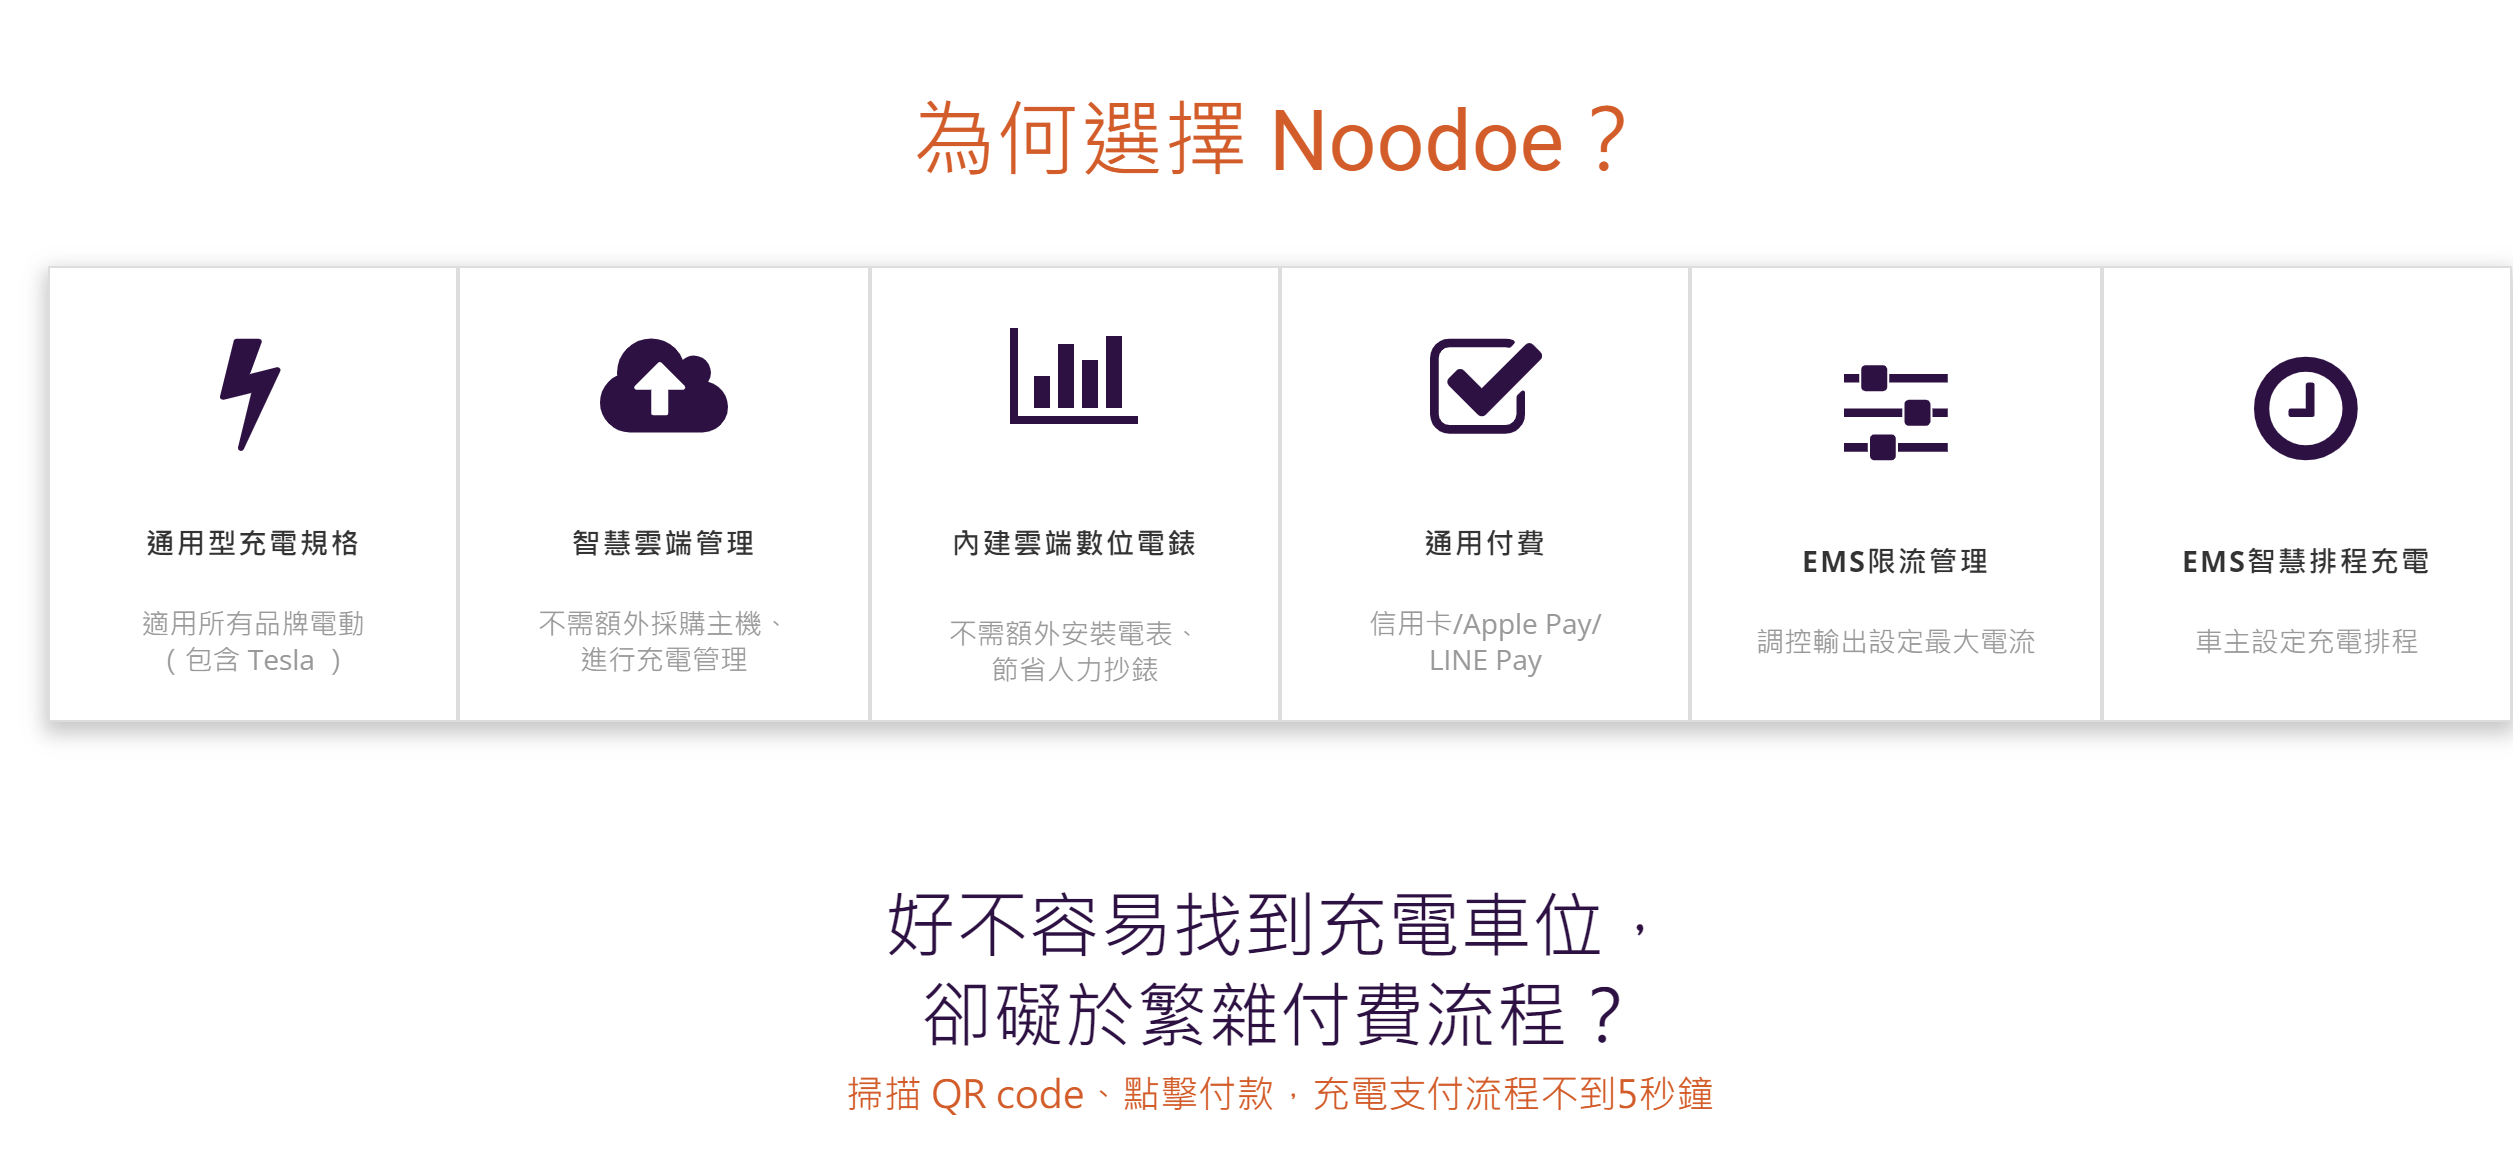 為何選擇 Noodoe？
通用型充電規格
適用所有品牌電動
( 包含 Tesla )
智慧雲端管理
不需額外採購主機、
進行充電管理
內建雲端數位電錶
不需額外安裝電表、
節省人力抄錶
通用付費
信用卡/Apple Pay/
LINE Pay
EMS限流管理
調控輸出設定最大電流
EMS智慧排程充電
車主設定充電排程
好不容易找到充電車位，
卻礙於繁雜付費流程？
掃描 QR code、點擊付款，充電支付流程不到5秒鐘